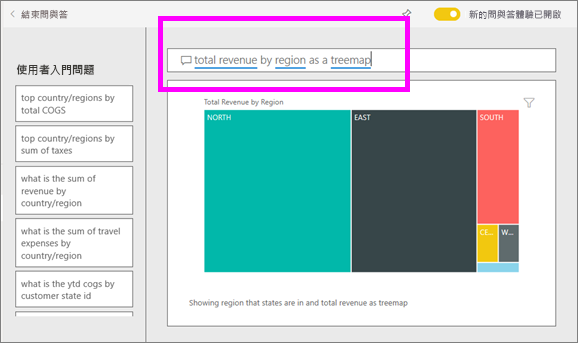 結束問與答
新的問與答體驗已開啟
使用者入門問題
top country/regions by
total COGS
top country/regions by
sum of taxes
what is the sum of
revenue by
country/region
what is the sum of travel
expenses by
country/region
what is the ytd cogs by
customer state id
total revenue by region as a treemap
Total Revenue by Region
NORTH
EAST
SOUTH
CE...
W...
Showing region that states are in and total revenue as treemap